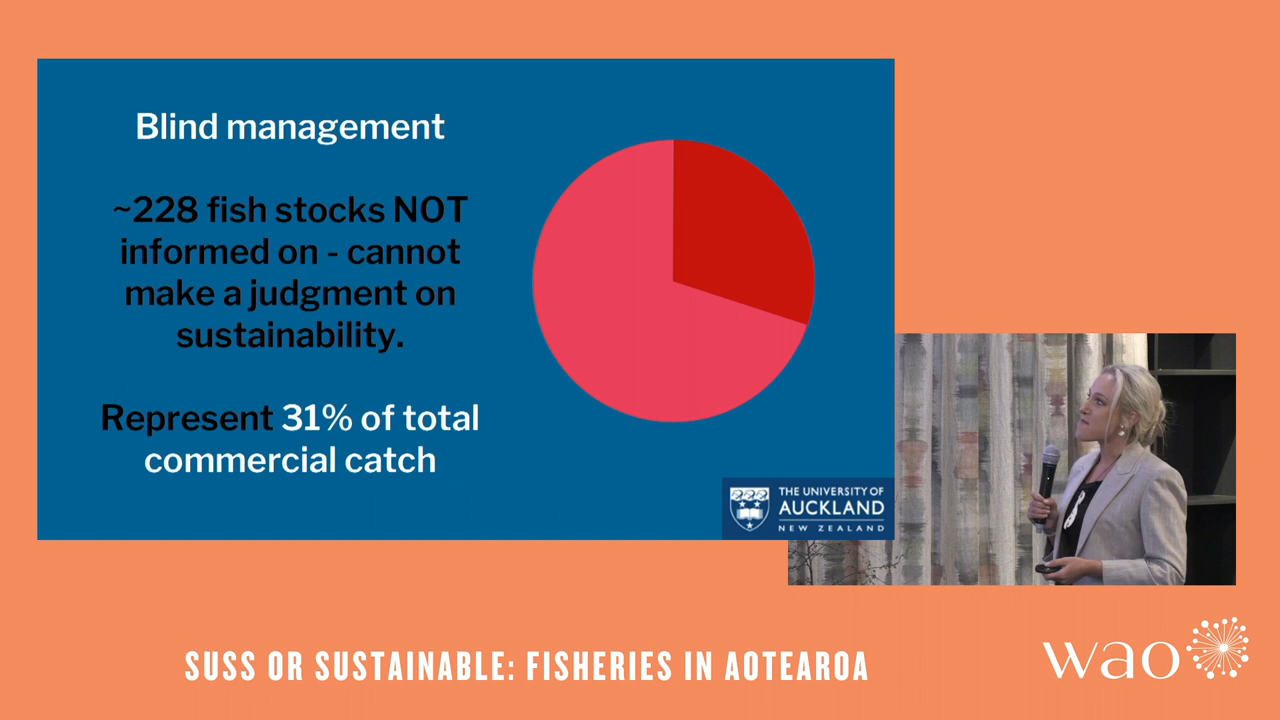 Blind management
~228 fish stocks NOT
informed on - cannot
make a judgment on
sustainability.
Represent 31% of total
commercial catch
THE UNIVERSITY OF
AUCKLAND
NEW ZEALAND
SUSS OR SUSTAINABLE: FISHERIES IN AOTEAROA
wao